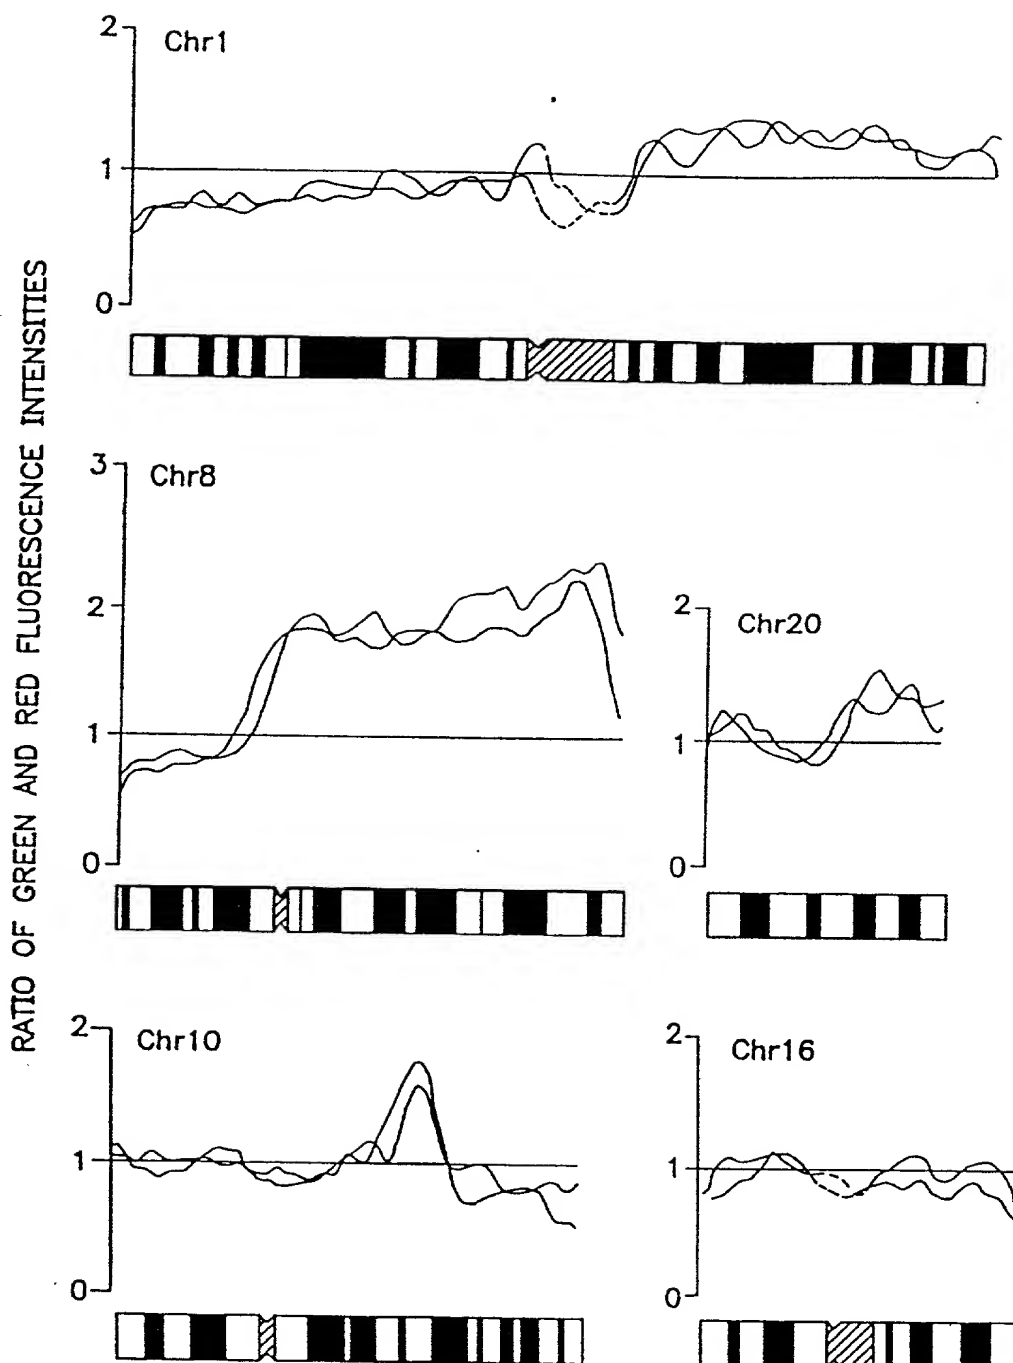 RATIO OF GREEN AND RED FLUORESCENCE INTENSITIES
2
Chr1
1
0
3
Chr8
2
1
0
2
Chr20
1
0
2
Chr10
1
0
2
Chr16
1
0